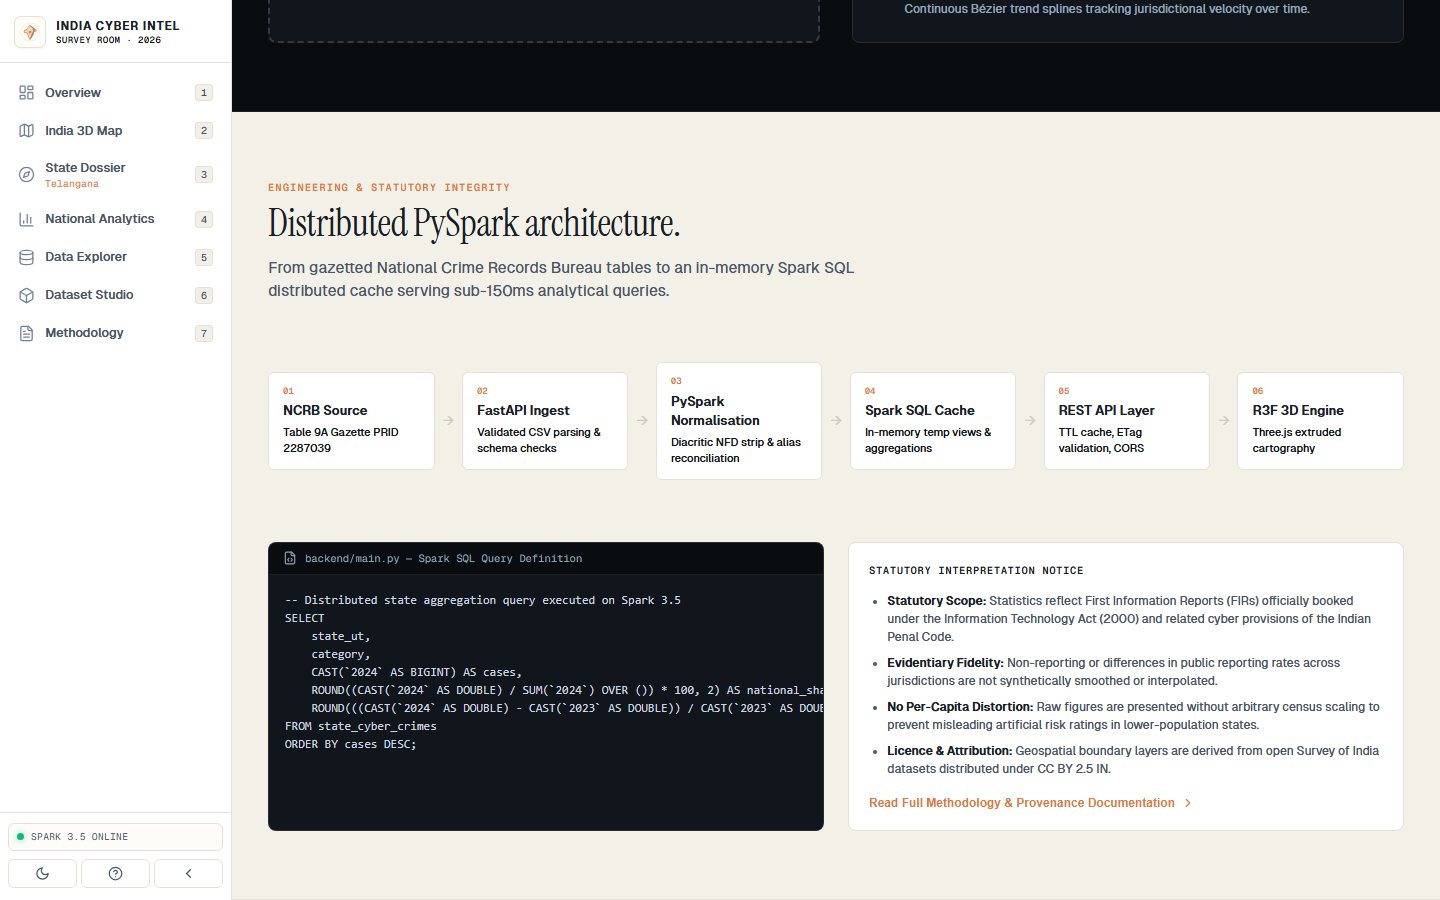 INDIA CYBER INTEL
SURVEY ROOM · 2026
Overview 1
India 3D Map 2
State Dossier 3
Telangana
National Analytics 4
Data Explorer 5
Dataset Studio 6
Methodology 7
SPARK 3.5 ONLINE
Continuous Bézier trend splines tracking jurisdictional velocity over time.
ENGINEERING & STATUTORY INTEGRITY
Distributed PySpark architecture.
From gazetted National Crime Records Bureau tables to an in-memory Spark SQL
distributed cache serving sub-150ms analytical queries.
01
NCRB Source
Table 9A Gazette PRID
2287039
02
FastAPI Ingest
Validated CSV parsing &
schema checks
03
PySpark
Normalisation
Diacritic NFD strip & alias
reconciliation
04
Spark SQL Cache
In-memory temp views &
aggregations
05
REST API Layer
TTL cache, ETag
validation, CORS
06
R3F 3D Engine
Three.js extruded
cartography
backend/main.py — Spark SQL Query Definition
-- Distributed state aggregation query executed on Spark 3.5
SELECT
state_ut,
category,
CAST(`2024` AS BIGINT) AS cases,
ROUND((CAST(`2024` AS DOUBLE) / SUM(`2024`) OVER ()) * 100, 2) AS national_sha
ROUND(((CAST(`2024` AS DOUBLE) - CAST(`2023` AS DOUBLE)) / CAST(`2023` AS DOUB
FROM state_cyber_crimes
ORDER BY cases DESC;
STATUTORY INTERPRETATION NOTICE
• Statutory Scope: Statistics reflect First Information Reports (FIRs) officially booked
under the Information Technology Act (2000) and related cyber provisions of the Indian
Penal Code.
• Evidentiary Fidelity: Non-reporting or differences in public reporting rates across
jurisdictions are not synthetically smoothed or interpolated.
• No Per-Capita Distortion: Raw figures are presented without arbitrary census scaling to
prevent misleading artificial risk ratings in lower-population states.
• Licence & Attribution: Geospatial boundary layers are derived from open Survey of India
datasets distributed under CC BY 2.5 IN.
Read Full Methodology & Provenance Documentation